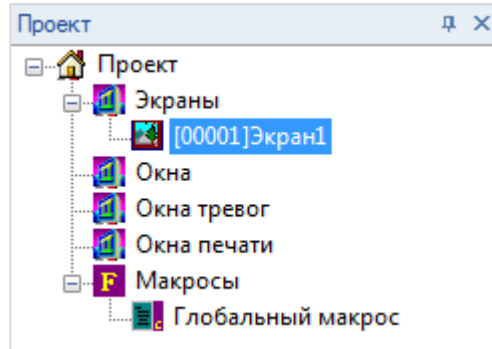 Проект
Проект
Экраны
[00001]Экран1
Окна
Окна тревог
Окна печати
Макросы
Глобальный макрос